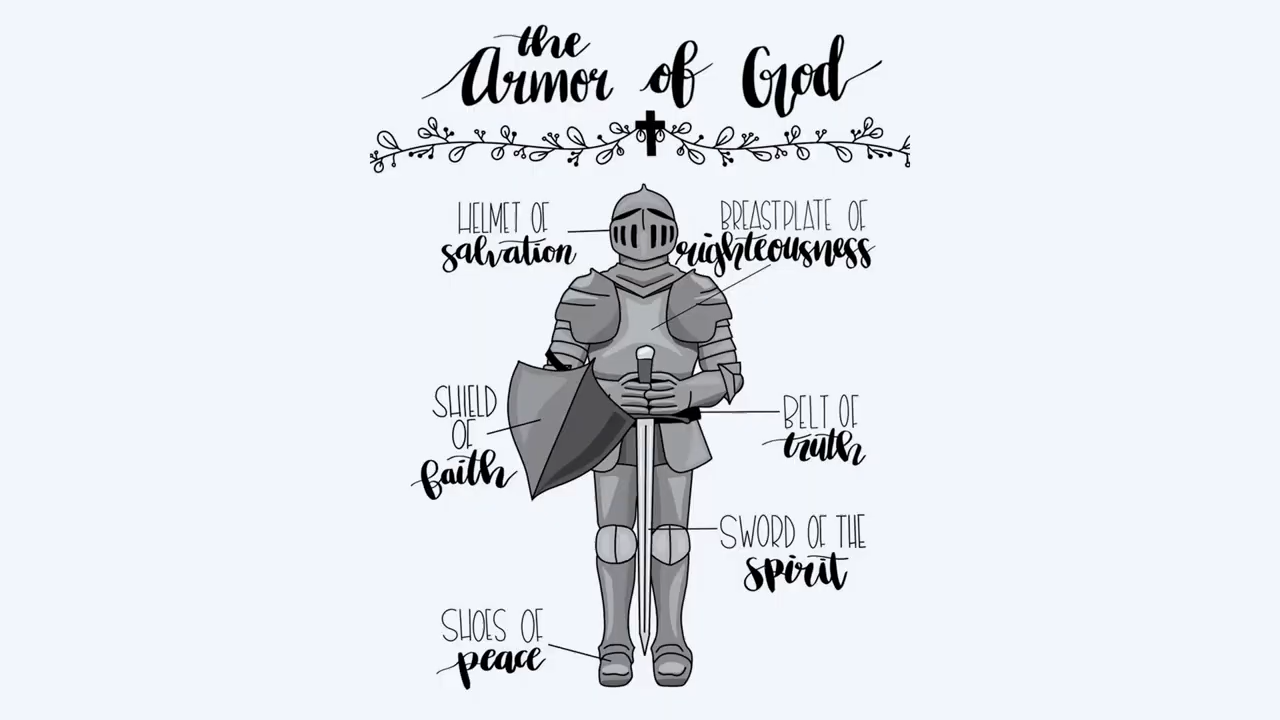 the
Armor of God
HELMET OF
salvation
BREASTPLATE OF
righteousness
SHIELD
OF
faith
BELT OF
truth
SWORD OF THE
spirit
SHOES OF
peace